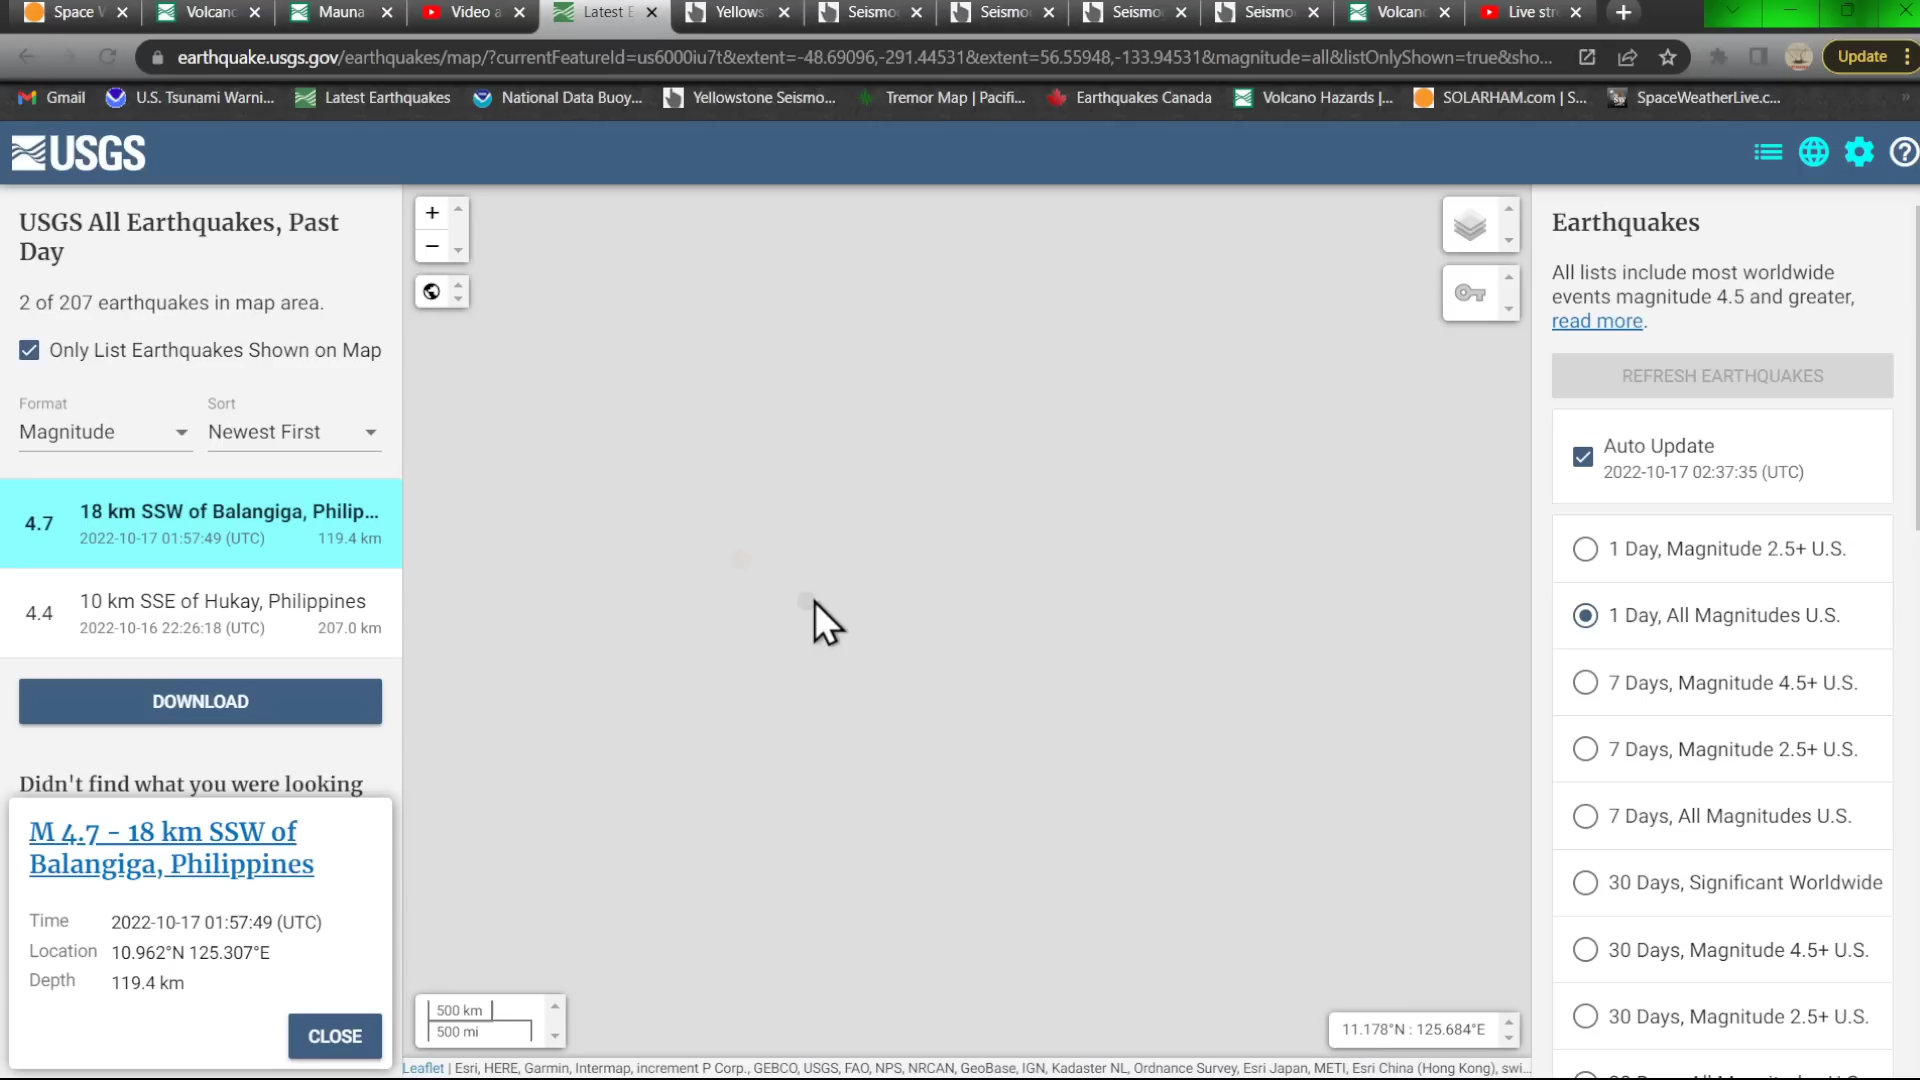 Space V
Volcano
Mauna
Video a
Latest E
Yellows
Seismo
Seismo
Seismo
Seismo
Volcano
Live str
earthquake.usgs.gov/earthquakes/map/?currentFeatureId=us6000iu7t&extent=-48.69096,-291.44531&extent=56.55948,-133.94531&magnitude=all&listOnlyShown=true&sho...
Update
Gmail
U.S. Tsunami Warni...
Latest Earthquakes
National Data Buoy...
Yellowstone Seismo...
Tremor Map | Pacifi...
Earthquakes Canada
Volcano Hazards |...
SOLARHAM.com | S...
SpaceWeatherLive.c...
USGS
USGS All Earthquakes, Past
Day
2 of 207 earthquakes in map area.
Only List Earthquakes Shown on Map
Format
Sort
Magnitude
Newest First
4.7
18 km SSW of Balangiga, Philip...
2022-10-17 01:57:49 (UTC)
119.4 km
4.4
10 km SSE of Hukay, Philippines
2022-10-16 22:26:18 (UTC)
207.0 km
DOWNLOAD
Didn't find what you were looking
M 4.7 - 18 km SSW of
Balangiga, Philippines
Time 2022-10-17 01:57:49 (UTC)
Location 10.962°N 125.307°E
Depth 119.4 km
CLOSE
+
−
500 km
500 mi
11.178°N : 125.684°E
Leaflet | Esri, HERE, Garmin, Intermap, increment P Corp., GEBCO, USGS, FAO, NPS, NRCAN, GeoBase, IGN, Kadaster NL, Ordnance Survey, Esri Japan, METI, Esri China (Hong Kong), swi...
Earthquakes
All lists include most worldwide
events magnitude 4.5 and greater,
read more.
REFRESH EARTHQUAKES
Auto Update
2022-10-17 02:37:35 (UTC)
1 Day, Magnitude 2.5+ U.S.
1 Day, All Magnitudes U.S.
7 Days, Magnitude 4.5+ U.S.
7 Days, Magnitude 2.5+ U.S.
7 Days, All Magnitudes U.S.
30 Days, Significant Worldwide
30 Days, Magnitude 4.5+ U.S.
30 Days, Magnitude 2.5+ U.S.